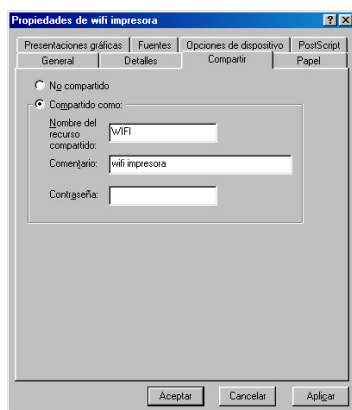 Propiedades de wifi impresora
Presentaciones gráficas Fuentes Opciones de dispositivo PostScript
General Detalles Compartir Papel
No compartido
Compartido como:
Nombre del
recurso
compartido:
WIFI
Comentario: wifi impresora
Contraseña:
Aceptar Cancelar Aplicar